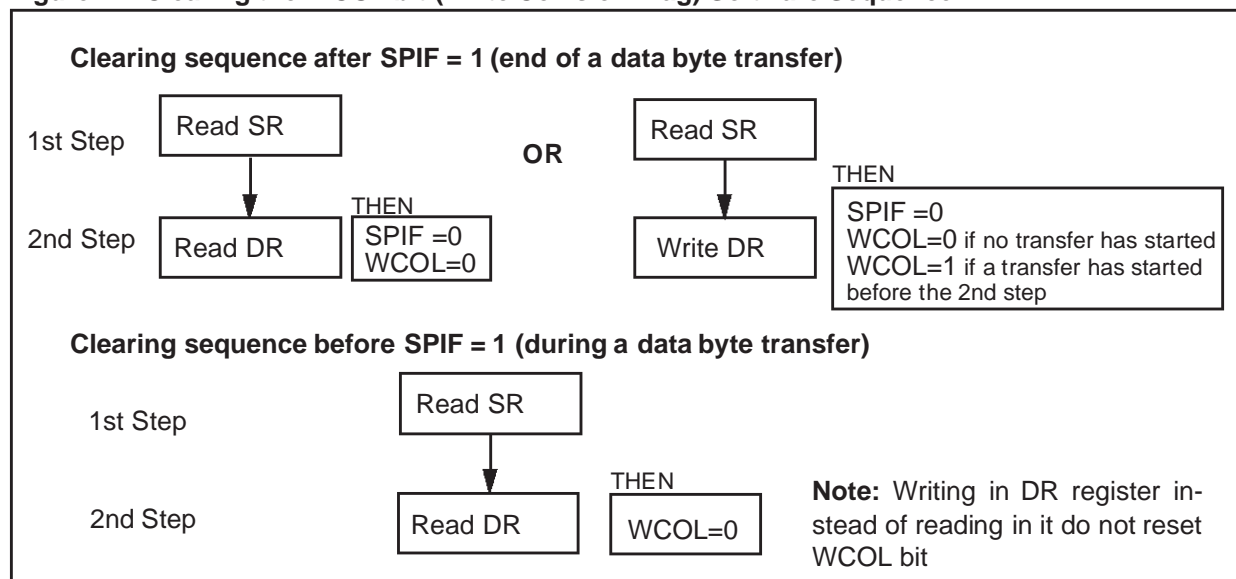 Clearing sequence after SPIF = 1 (end of a data byte transfer)
1st Step
Read SR
OR
Read SR
THEN
2nd Step
Read DR
THEN
SPIF =0
WCOL=0
Write DR
SPIF =0
WCOL=0 if no transfer has started
WCOL=1 if a transfer has started
before the 2nd step
Clearing sequence before SPIF = 1 (during a data byte transfer)
1st Step
Read SR
2nd Step
Read DR
THEN
WCOL=0
Note: Writing in DR register in-
stead of reading in it do not reset
WCOL bit